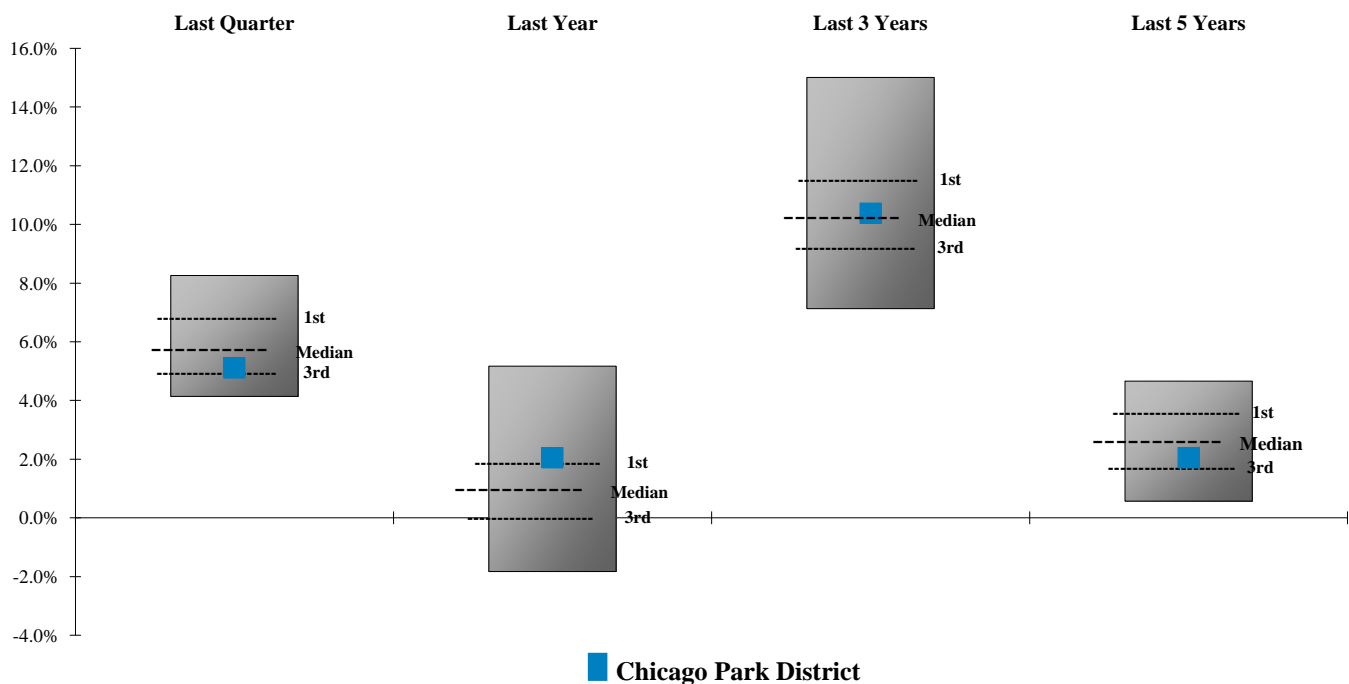 Last Quarter Last Year Last 3 Years Last 5 Years
16.0%
14.0%
12.0%
10.0%
8.0%
6.0%
4.0%
2.0%
0.0%
-2.0%
-4.0%
1st
Median
3rd
1st
Median
3rd
1st
Median
3rd
1st
Median
3rd
Chicago Park District